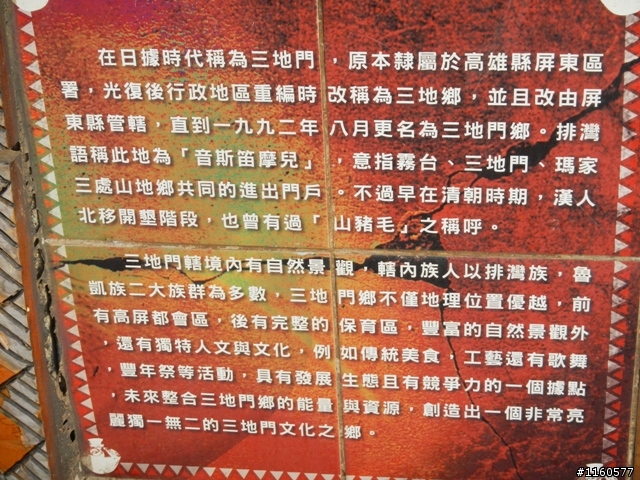 在日據時代稱為三地門，原本隸屬於高雄縣屏東區
署，光復後行政地區重編時改稱為三地鄉，並且改由屏
東縣管轄，直到一九九二年八月更名為三地門鄉。排灣
語稱此地為「音斯笛摩兒」，意指霧台、三地門、瑪家
三處山地鄉共同的進出門戶。不過早在清朝時期，漢人
北移開墾階段，也曾有過「山豬毛」之稱呼。
三地門轄境內有自然景觀，轄內族人以排灣族，魯
凱族二大族群為多數，三地門鄉不僅地理位置優越，前
有高屏都會區，後有完整的保育區，豐富的自然景觀外
，還有獨特人文與文化，例如傳統美食，工藝還有歌舞
，豐年祭等活動，具有發展生態且有競爭力的一個據點
，未來整合三地門鄉的能量與資源，創造出一個非常亮
麗獨一無二的三地門文化之鄉。
#1160577